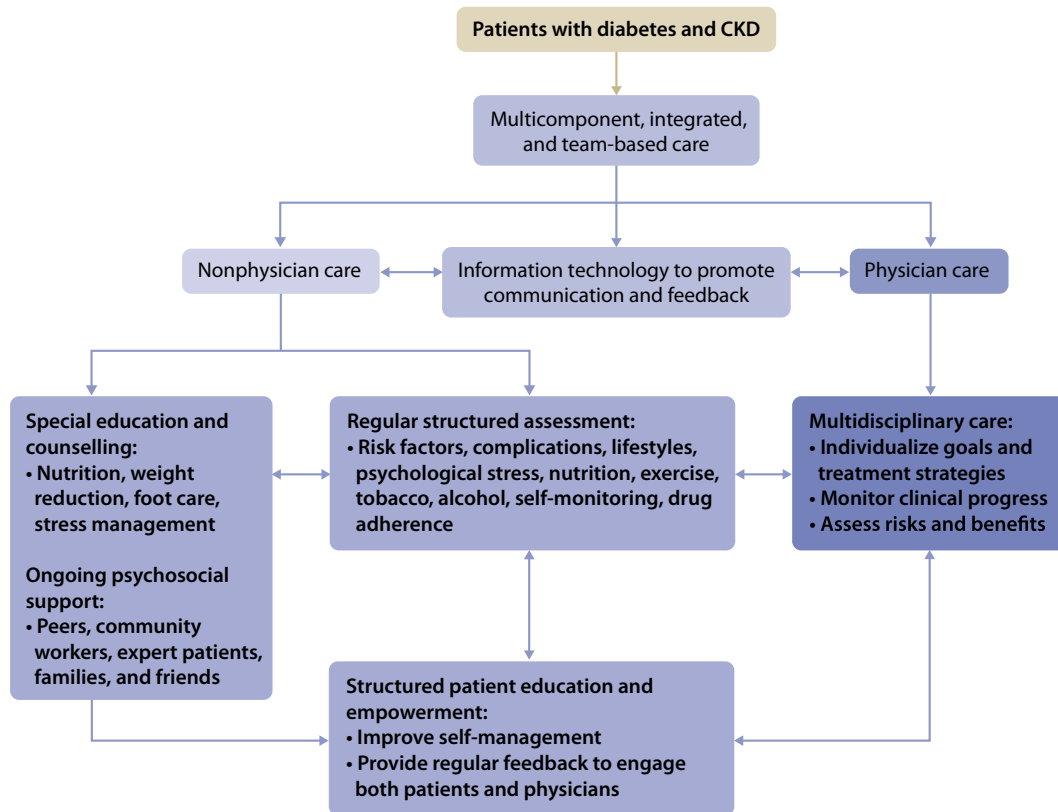 Patients with diabetes and CKD
Multicomponent, integrated,
and team-based care
Nonphysician care
Information technology to promote
communication and feedback
Physician care
Special education and
counselling:
• Nutrition, weight
reduction, foot care,
stress management
Ongoing psychosocial
support:
• Peers, community
workers, expert patients,
families, and friends
Regular structured assessment:
• Risk factors, complications, lifestyles,
psychological stress, nutrition, exercise,
tobacco, alcohol, self-monitoring, drug
adherence
Multidisciplinary care:
• Individualize goals and
treatment strategies
• Monitor clinical progress
• Assess risks and benefits
Structured patient education and
empowerment:
• Improve self-management
• Provide regular feedback to engage
both patients and physicians